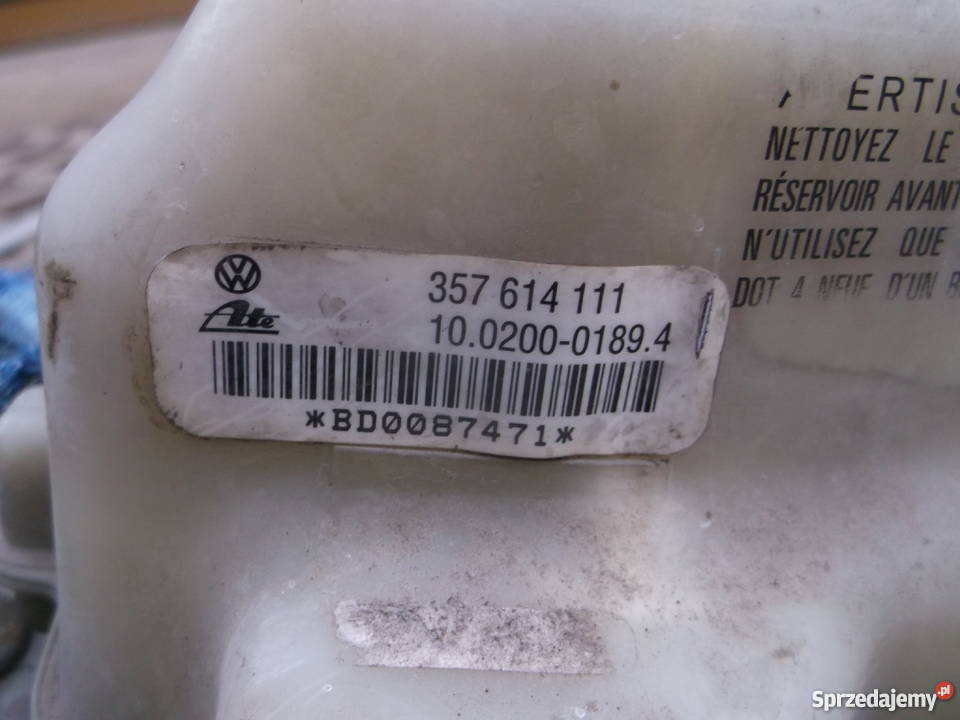 ERTIS
NETTOYEZ LE
RÉSERVOIR AVANT
N'UTILISEZ QUE
DOT 4 NEUF D'UN B
VW
Ate
357 614 111
10.0200-0189.4
*BD0087471*
Sprzedajemy.pl